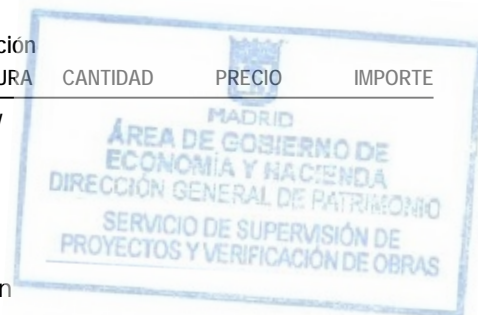 ción
URA CANTIDAD PRECIO IMPORTE
MADRID
ÁREA DE GOBIERNO DE
ECONOMÍA Y HACIENDA
DIRECCIÓN GENERAL DE PATRIMONIO
SERVICIO DE SUPERVISIÓN DE
PROYECTOS Y VERIFICACIÓN DE OBRAS
n